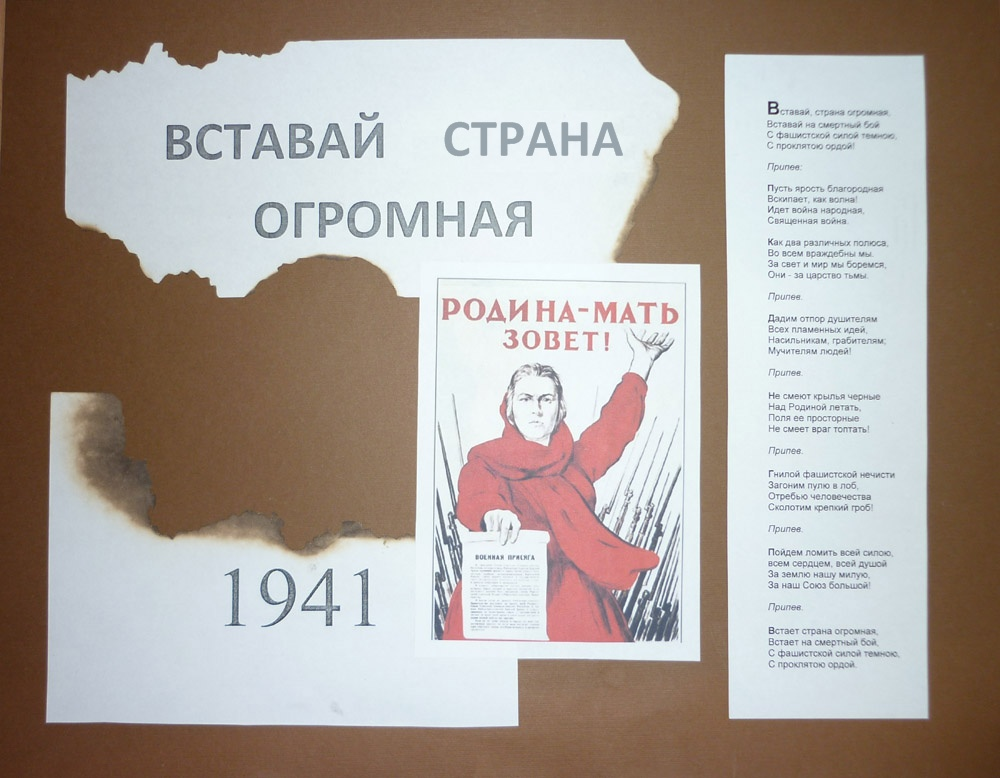 ВСТАВАЙ СТРАНА
ОГРОМНАЯ
РОДИНА-МАТЬ
ЗОВЕТ!
ВОЕННАЯ ПРИСЯГА
1941
Вставай, страна огромная,
Вставай на смертный бой
С фашистской силой темною,
С проклятою ордой!
Припев:
Пусть ярость благородная
Вскипает, как волна!
Идет война народная,
Священная война.
Как два различных полюса,
Во всем враждебны мы.
За свет и мир мы боремся,
Они - за царство тьмы.
Припев.
Дадим отпор душителям
Всех пламенных идей,
Насильникам, грабителям,
Мучителям людей!
Припев.
Не смеют крылья черные
Над Родиной летать,
Поля ее просторные
Не смеет враг топтать!
Припев.
Гнилой фашистской нечисти
Загоним пулю в лоб,
Отребью человечества
Сколотим крепкий гроб!
Припев.
Пойдем ломить всей силою,
всем сердцем, всей душой
За землю нашу милую,
За наш Союз большой!
Припев.
Встает страна огромная,
Встает на смертный бой,
С фашистской силой темною,
С проклятою ордой.